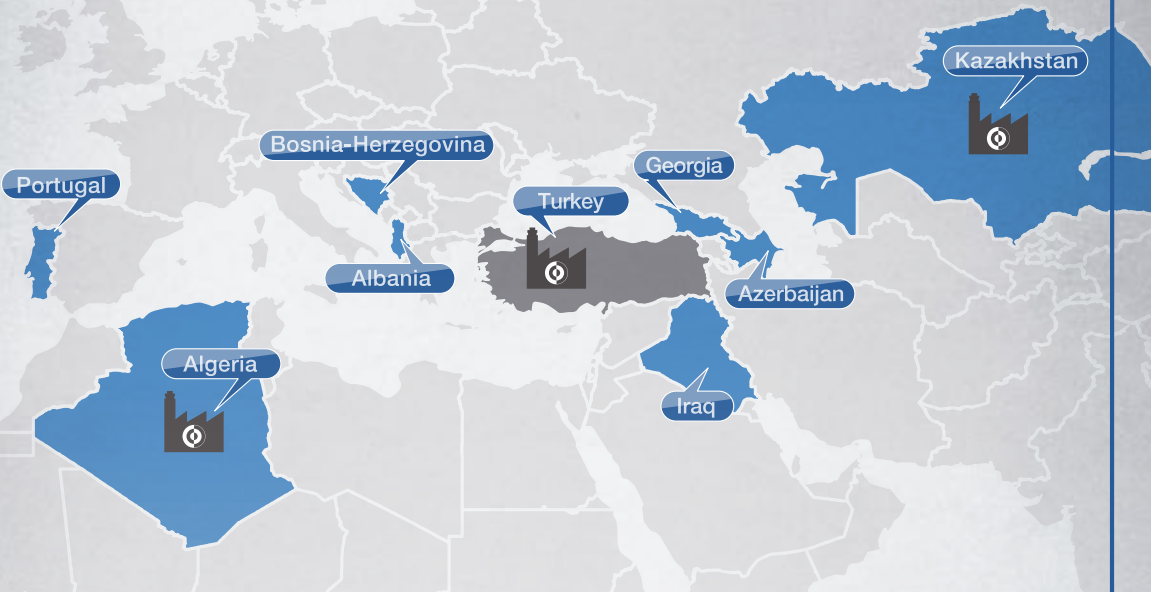 Kazakhstan
Bosnia-Herzegovina
Georgia
Portugal
Turkey
Albania
Azerbaijan
Algeria
Iraq